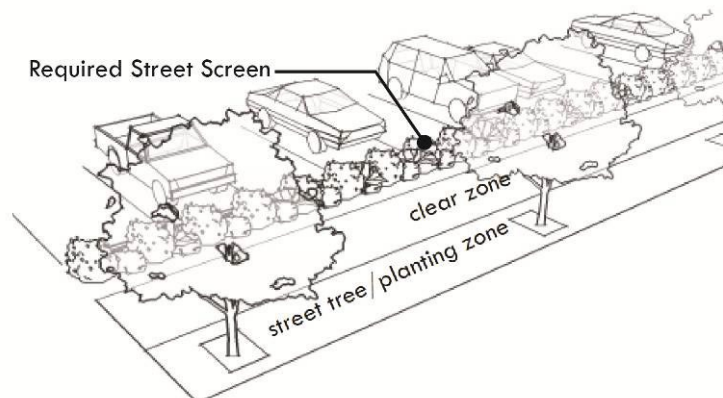 Required Street Screen
clear zone
street tree/planting zone